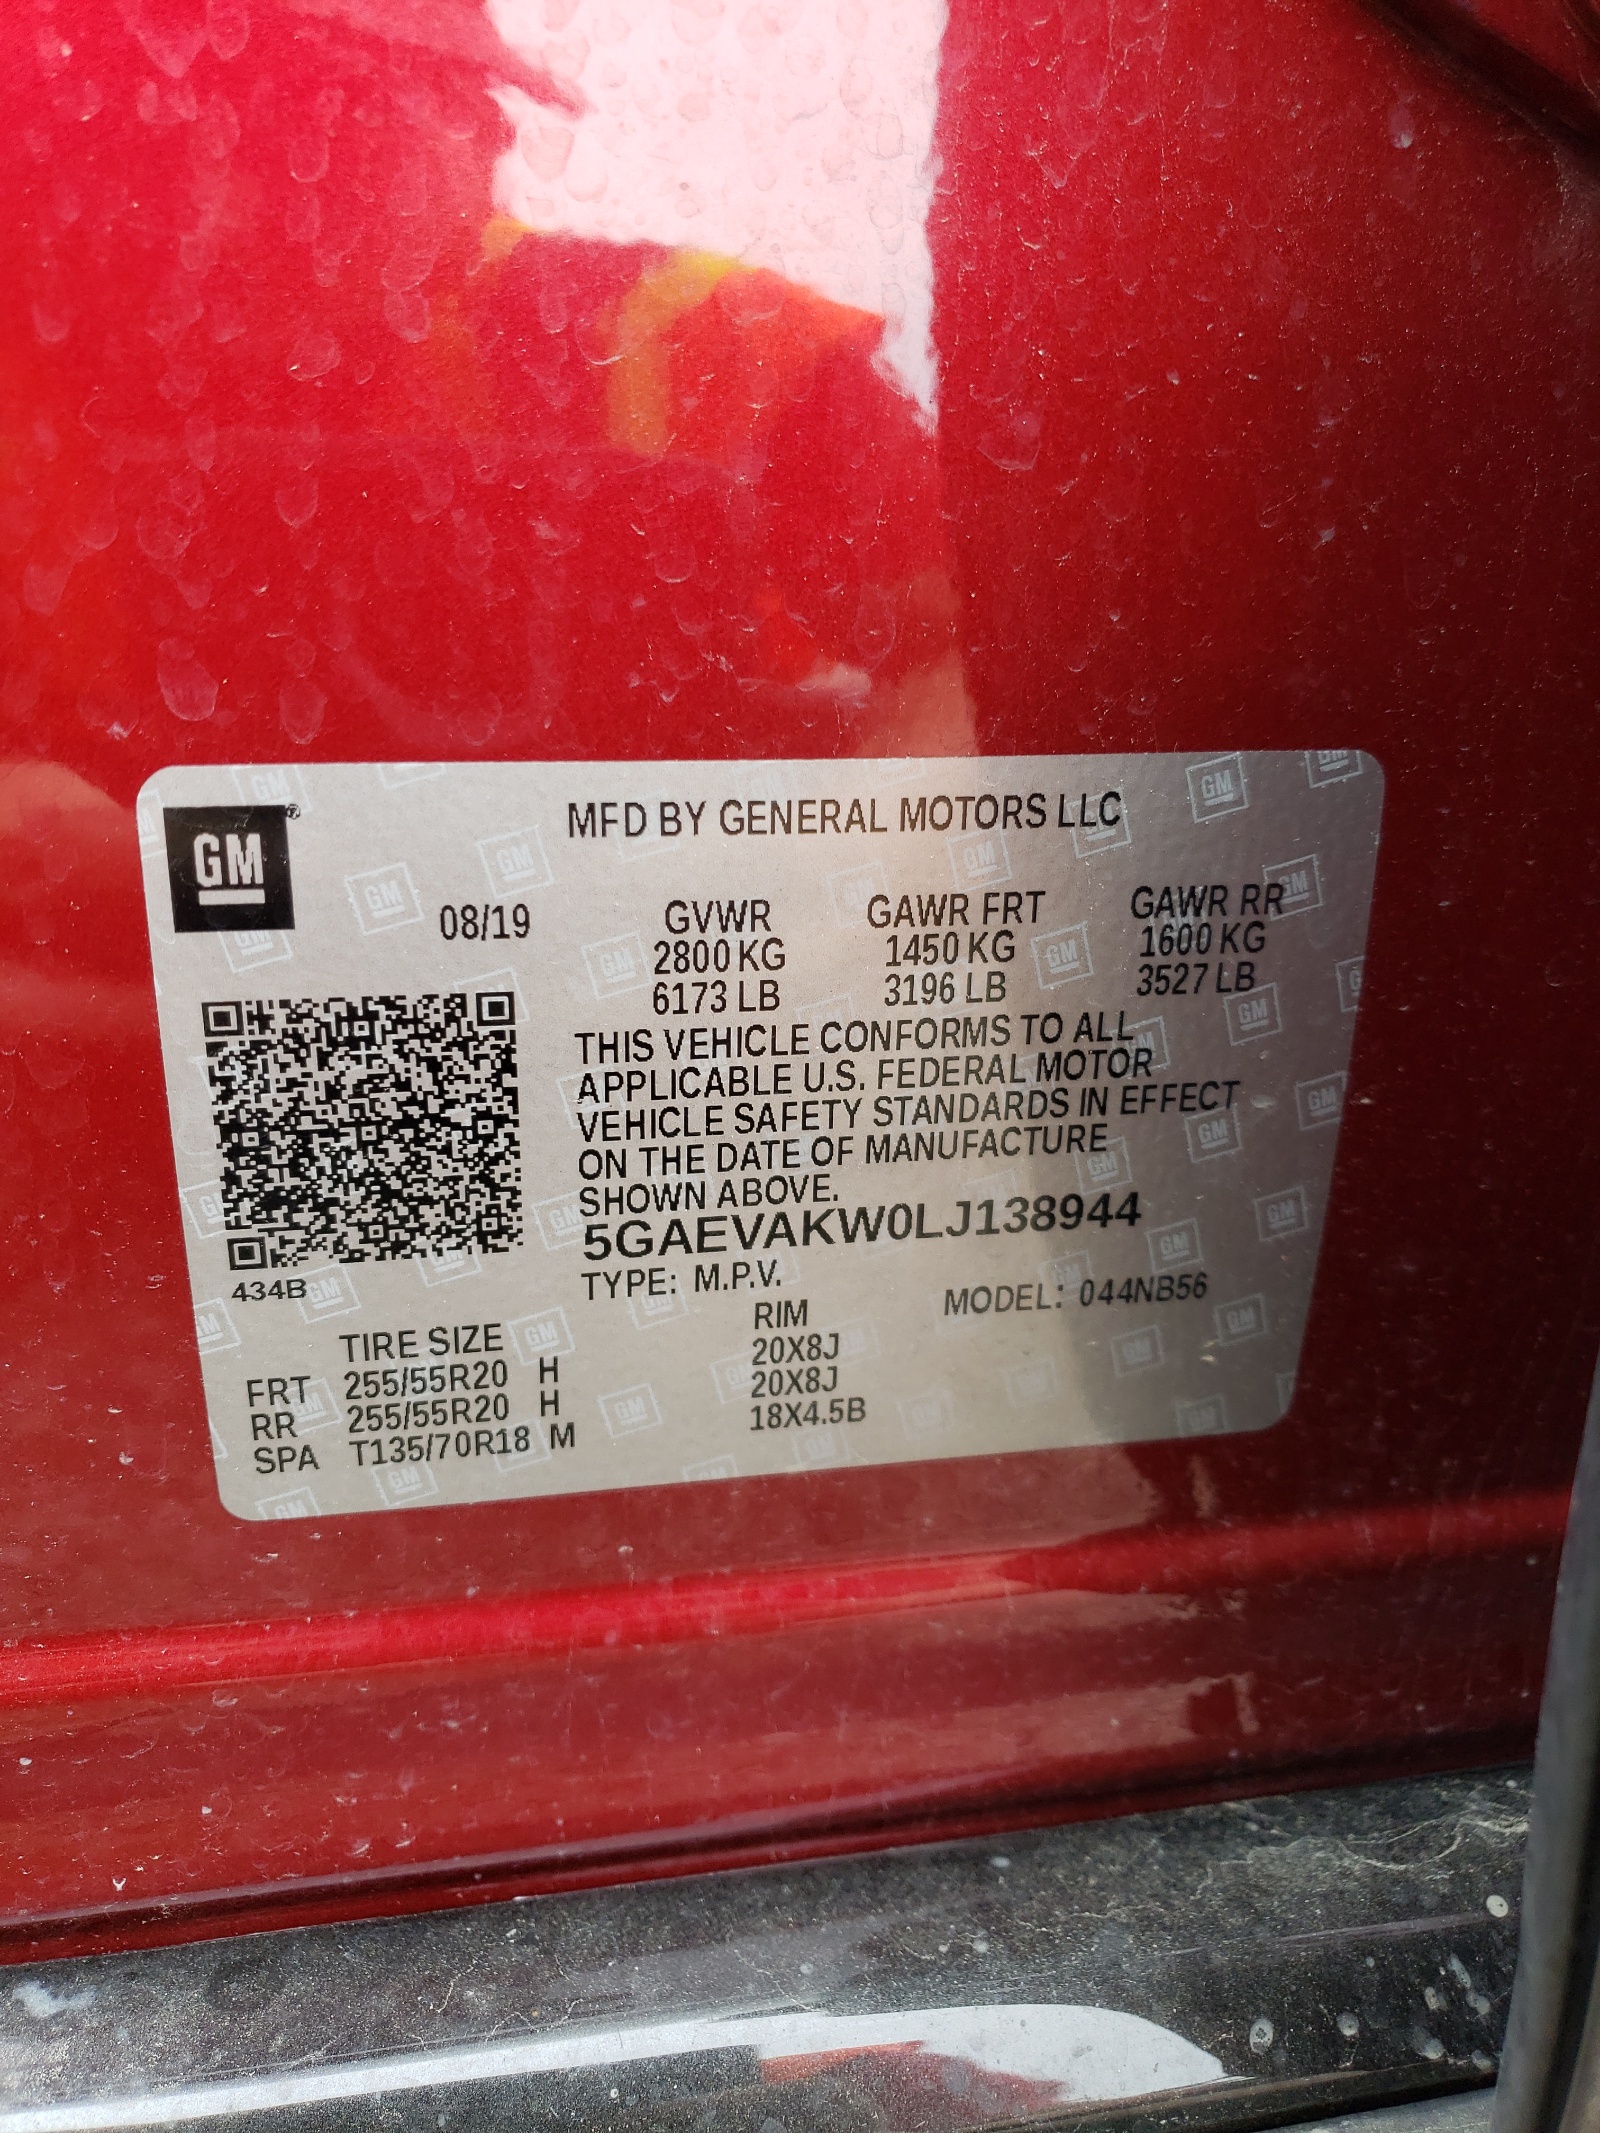 GM
MFD BY GENERAL MOTORS LLC
08/19 GVWR GAWR FRT GAWR RR
2800 KG 1450 KG 1600 KG
6173 LB 3196 LB 3527 LB
THIS VEHICLE CONFORMS TO ALL
APPLICABLE U.S. FEDERAL MOTOR
VEHICLE SAFETY STANDARDS IN EFFECT
ON THE DATE OF MANUFACTURE
SHOWN ABOVE.
5GAEVAKW0LJ138944
434B
TYPE: M.P.V. MODEL: 044NB56
TIRE SIZE RIM
FRT 255/55R20 H 20X8J
RR 255/55R20 H 20X8J
SPA T135/70R18 M 18X4.5B